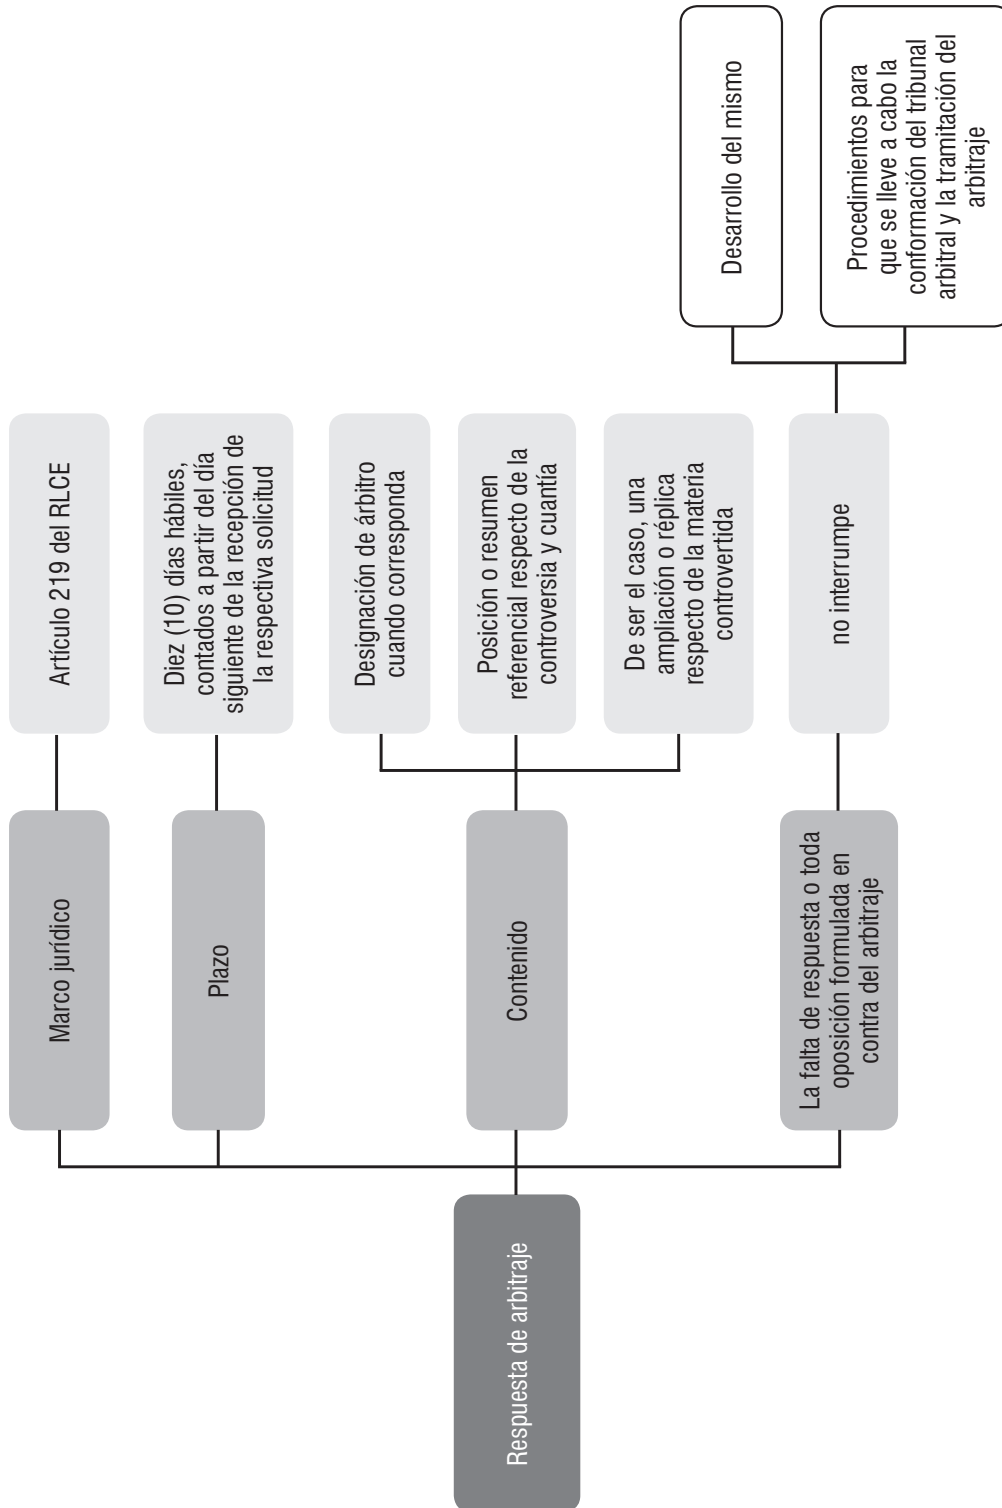 Respuesta de arbitraje
Marco jurídico
Artículo 219 del RLCE
Plazo
Diez (10) días hábiles,
contados a partir del día
siguiente de la recepción de
la respectiva solicitud
Contenido
Designación de árbitro
cuando corresponda
Posición o resumen
referencial respecto de la
controversia y cuantía
De ser el caso, una
ampliación o réplica
respecto de la materia
controvertida
La falta de respuesta o toda
oposición formulada en
contra del arbitraje
no interrumpe
Desarrollo del mismo
Procedimientos para
que se lleve a cabo la
conformación del tribunal
arbitral y la tramitación del
arbitraje